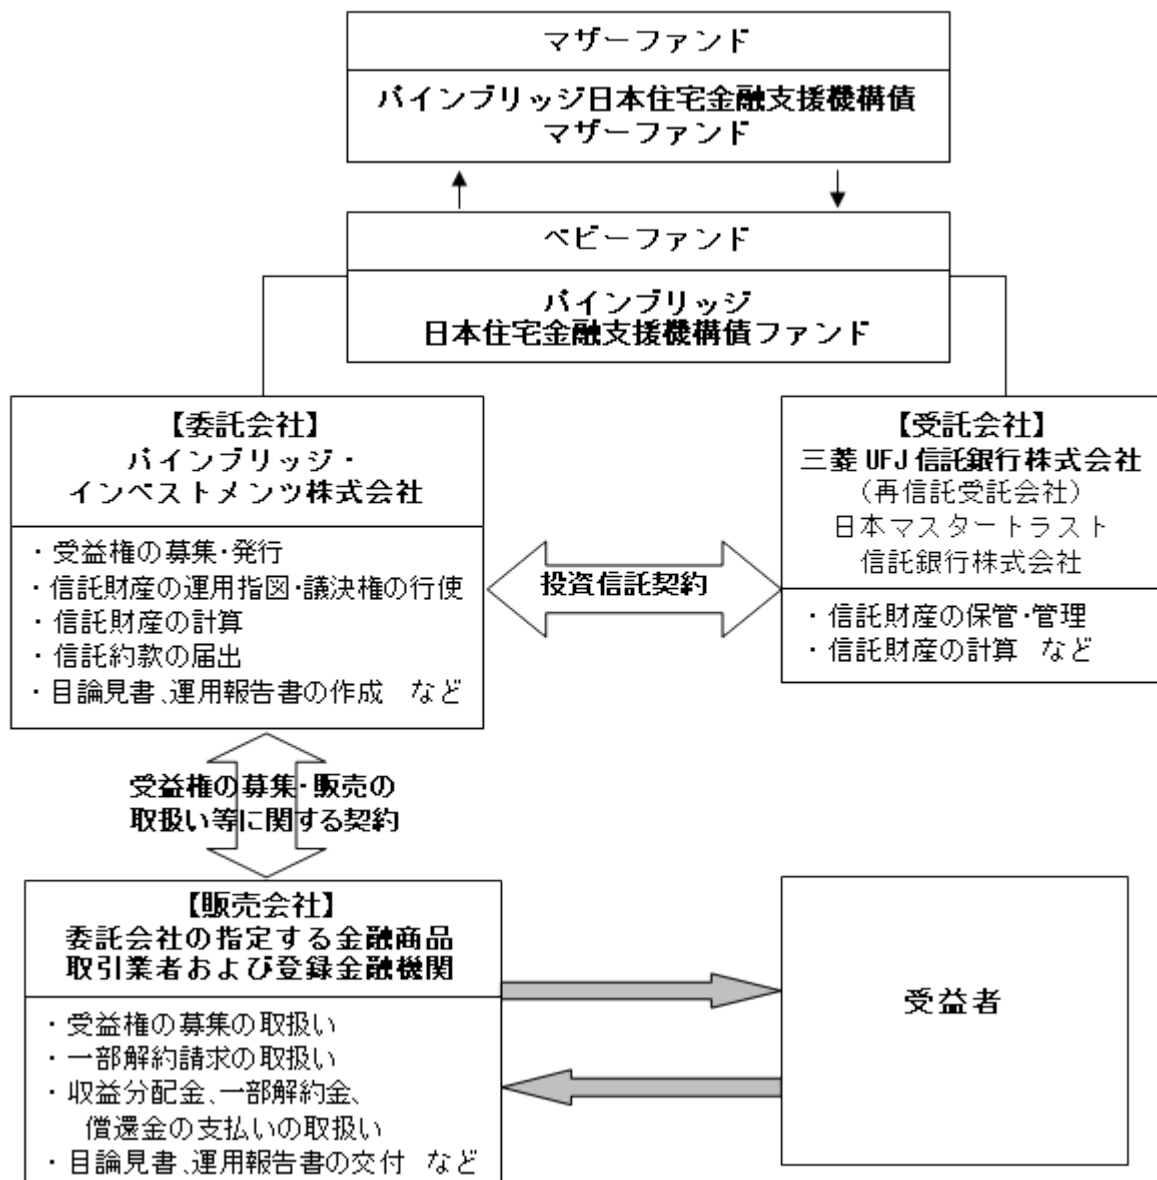 マザーファンド
パインブリッジ日本住宅金融支援機構債
マザーファンド
ベビーファンド
パインブリッジ
日本住宅金融支援機構債ファンド
【委託会社】
パインブリッジ・
インベストメンツ株式会社
・受益権の募集・発行
・信託財産の運用指図・議決権の行使
・信託財産の計算
・信託約款の届出
・目論見書、運用報告書の作成　など
投資信託契約
【受託会社】
三菱UFJ信託銀行株式会社
（再信託受託会社）
日本マスタートラスト
信託銀行株式会社
・信託財産の保管・管理
・信託財産の計算　など
受益権の募集・販売の
取扱い等に関する契約
【販売会社】
委託会社の指定する金融商品
取引業者および登録金融機関
・受益権の募集の取扱い
・一部解約請求の取扱い
・収益分配金、一部解約金、
償還金の支払いの取扱い
・目論見書、運用報告書の交付　など
受益者